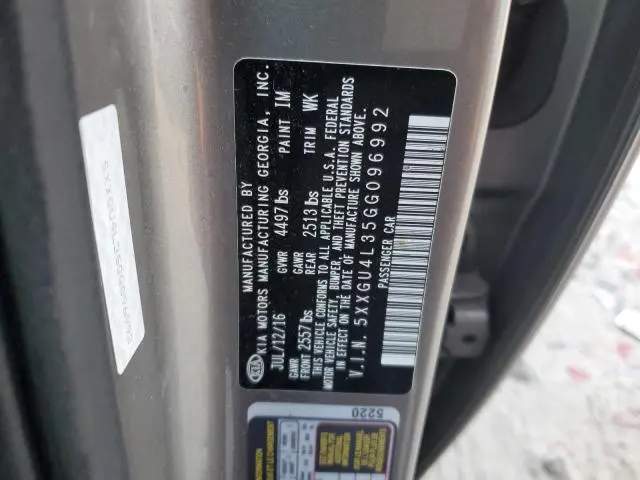 MANUFACTURED BY
KIA KIA MOTORS MANUFACTURING GEORGIA, INC.
JUL/12/16 GVWR 4497lbs PAINT IM
GAWR FRONT 2557lbs GAWR REAR 2513lbs TRIM WK
THIS VEHICLE CONFORMS TO ALL APPLICABLE U.S.A. FEDERAL
MOTOR VEHICLE SAFETY, BUMPER, AND THEFT PREVENTION STANDARDS
IN EFFECT ON THE DATE OF MANUFACTURE SHOWN ABOVE.
V.I.N. 5XXGU4L35GG096992
PASSENGER CAR
5220